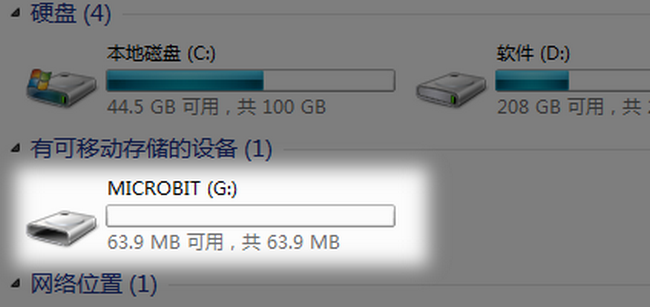 硬盘 (4)
本地磁盘 (C:)
软件 (D:)
44.5 GB 可用，共 100 GB
208 GB 可用，共
有可移动存储的设备 (1)
MICROBIT (G:)
63.9 MB 可用，共 63.9 MB
网络位置 (1)